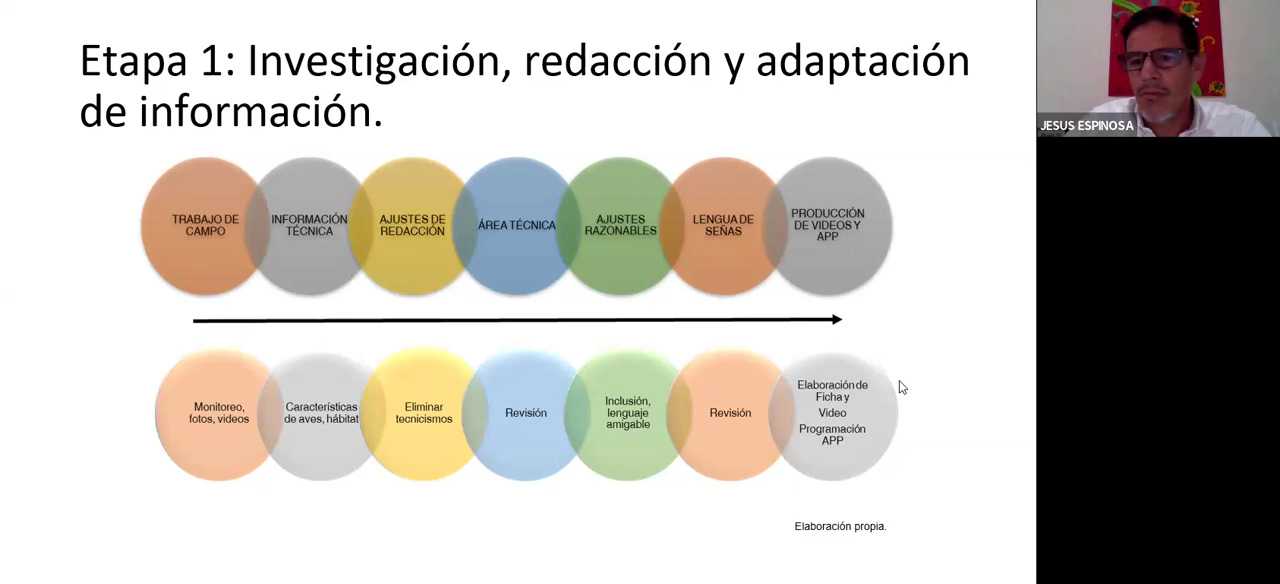 Etapa 1: Investigación, redacción y adaptación
de información.
JESUS ESPINOSA
TRABAJO DE
CAMPO
INFORMACIÓN
TÉCNICA
AJUSTES DE
REDACCIÓN
ÁREA TÉCNICA
AJUSTES
RAZONABLES
LENGUA DE
SEÑAS
PRODUCCIÓN
DE VIDEOS Y
APP
Monitoreo,
fotos, videos
Características
de aves, hábitat
Eliminar
tecnicismos
Revisión
Inclusión,
lenguaje
amigable
Revisión
Elaboración de
Ficha y
Video
Programación
APP
Elaboración propia.